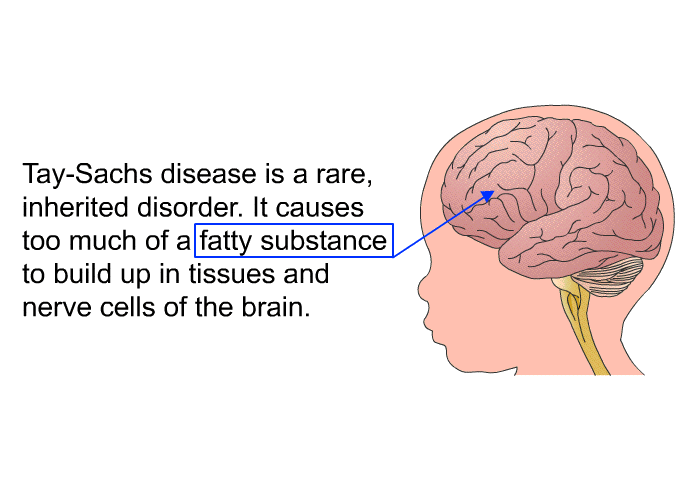 Tay-Sachs disease is a rare,
inherited disorder. It causes
too much of a fatty substance
to build up in tissues and
nerve cells of the brain.